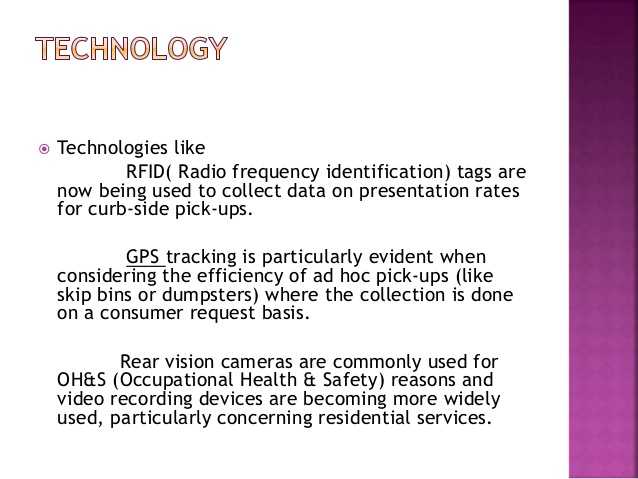 TECHNOLOGY
Technologies like
RFID( Radio frequency identification) tags are
now being used to collect data on presentation rates
for curb-side pick-ups.
GPS tracking is particularly evident when
considering the efficiency of ad hoc pick-ups (like
skip bins or dumpsters) where the collection is done
on a consumer request basis.
Rear vision cameras are commonly used for
OH&S (Occupational Health & Safety) reasons and
video recording devices are becoming more widely
used, particularly concerning residential services.